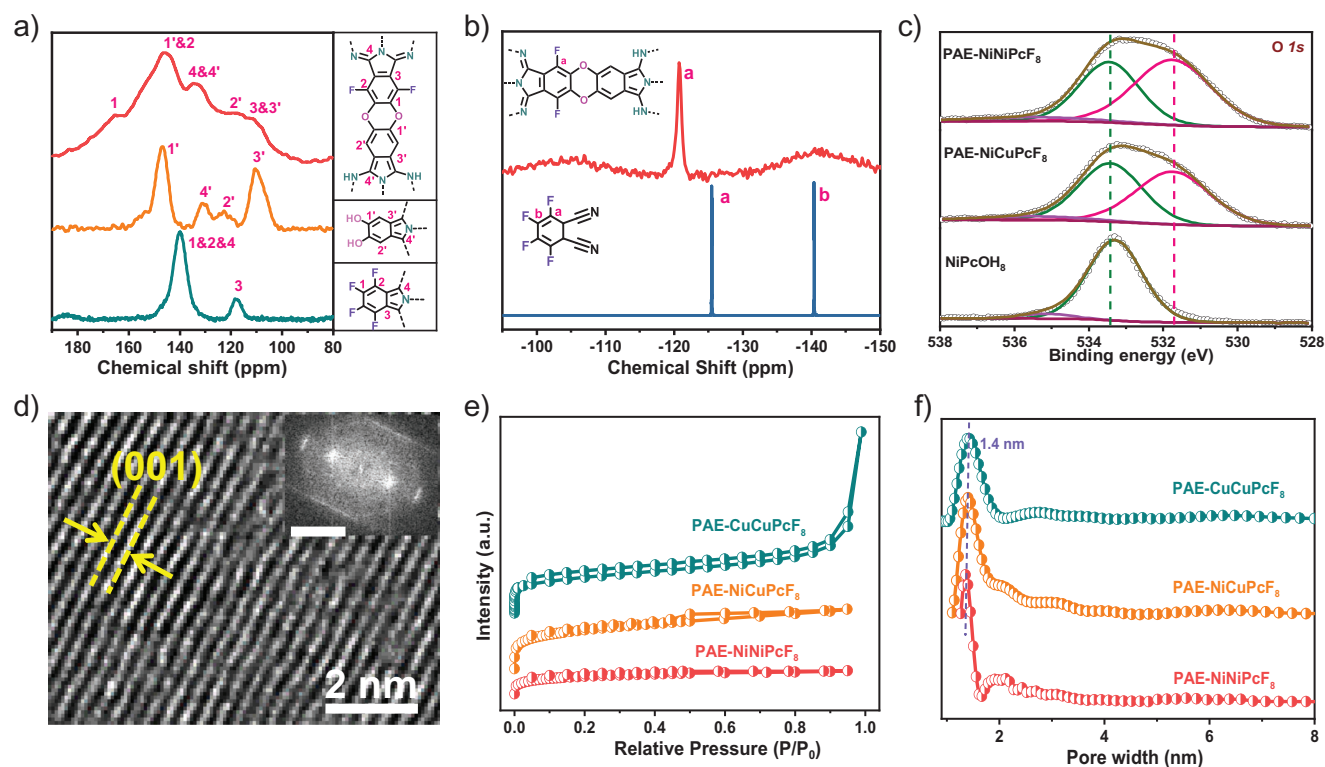 a)
1'&2
4&4'
1
2'
3&3'
1'
4'
2'
3'
1&2&4
3
190 160 140 120 100 80
Chemical shift (ppm)
4
N N N
3
2
F F
1
O O
1'
2'
3'
NH N NH
4'
HO 1' 3'
N
HO 2' 4'
F
F 1 2 4
N
F 3
F
b)
N F HN
a O
N N
O
N F HN
a
F
F b a N
F N
F
a
b
-100 -110 -120 -130 -140 -150
Chemical Shift (ppm)
c)
O 1s
PAE-NiNiPcF₈
PAE-NiCuPcF₈
NiPcOH₈
538 536 534 532 530 528
Binding energy (eV)
d)
(001)
2 nm
e)
Intensity (a.u.)
PAE-CuCuPcF₈
PAE-NiCuPcF₈
PAE-NiNiPcF₈
0.0 0.2 0.4 0.6 0.8 1.0
Relative Pressure (P/P₀)
f)
1.4 nm
PAE-CuCuPcF₈
PAE-NiCuPcF₈
PAE-NiNiPcF₈
2 4 6 8
Pore width (nm)